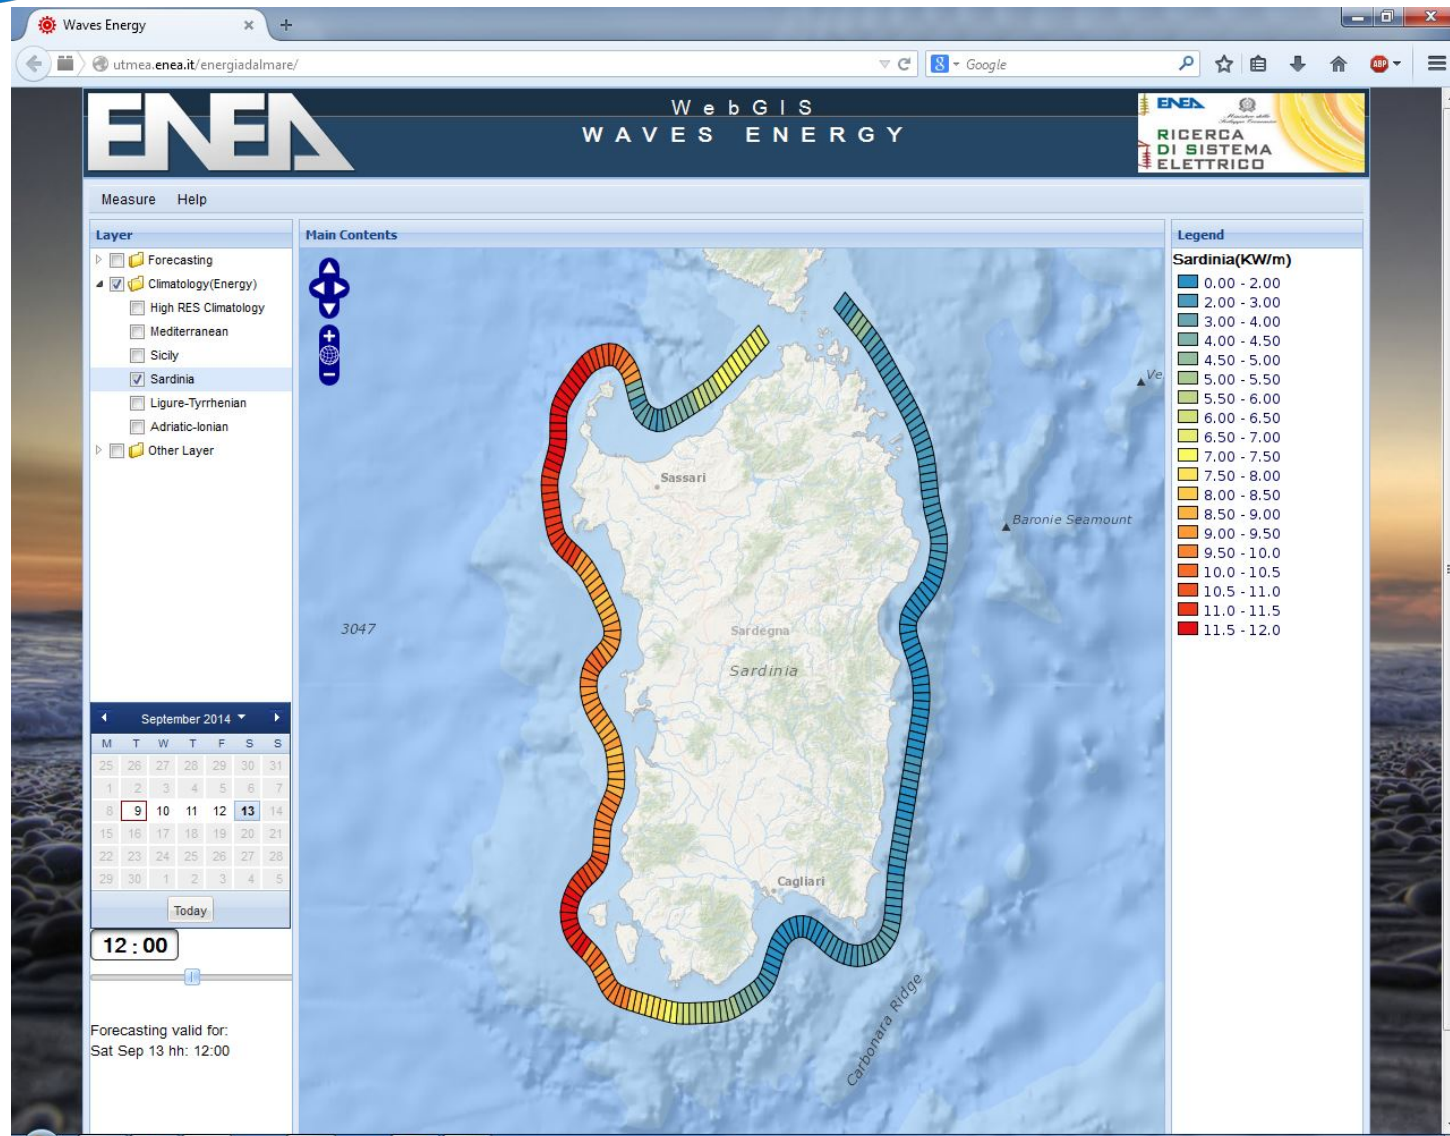 Waves Energy
utmea.enea.it/energiadalmare/
Google
ABP
ENEA
WebGIS
WAVES ENERGY
ENEA
RICERCA
DI SISTEMA
ELETTRICO
Measure Help
Layer
Forecasting
Climatology(Energy)
High RES Climatology
Mediterranean
Sicily
Sardinia
Ligure-Tyrrhenian
Adriatic-Ionian
Other Layer
September 2014
M T W T F S S
25 26 27 28 29 30 31
1 2 3 4 5 6 7
8 9 10 11 12 13 14
15 16 17 18 19 20 21
22 23 24 25 26 27 28
29 30 1 2 3 4 5
Today
12 : 00
Forecasting valid for:
Sat Sep 13 hh: 12:00
Main Contents
Ve
Sassari
Baronie Seamount
3047
Sardegna
Sardinia
Cagliari
Carbonara Ridge
Legend
Sardinia(KW/m)
0.00 - 2.00
2.00 - 3.00
3.00 - 4.00
4.00 - 4.50
4.50 - 5.00
5.00 - 5.50
5.50 - 6.00
6.00 - 6.50
6.50 - 7.00
7.00 - 7.50
7.50 - 8.00
8.00 - 8.50
8.50 - 9.00
9.00 - 9.50
9.50 - 10.0
10.0 - 10.5
10.5 - 11.0
11.0 - 11.5
11.5 - 12.0